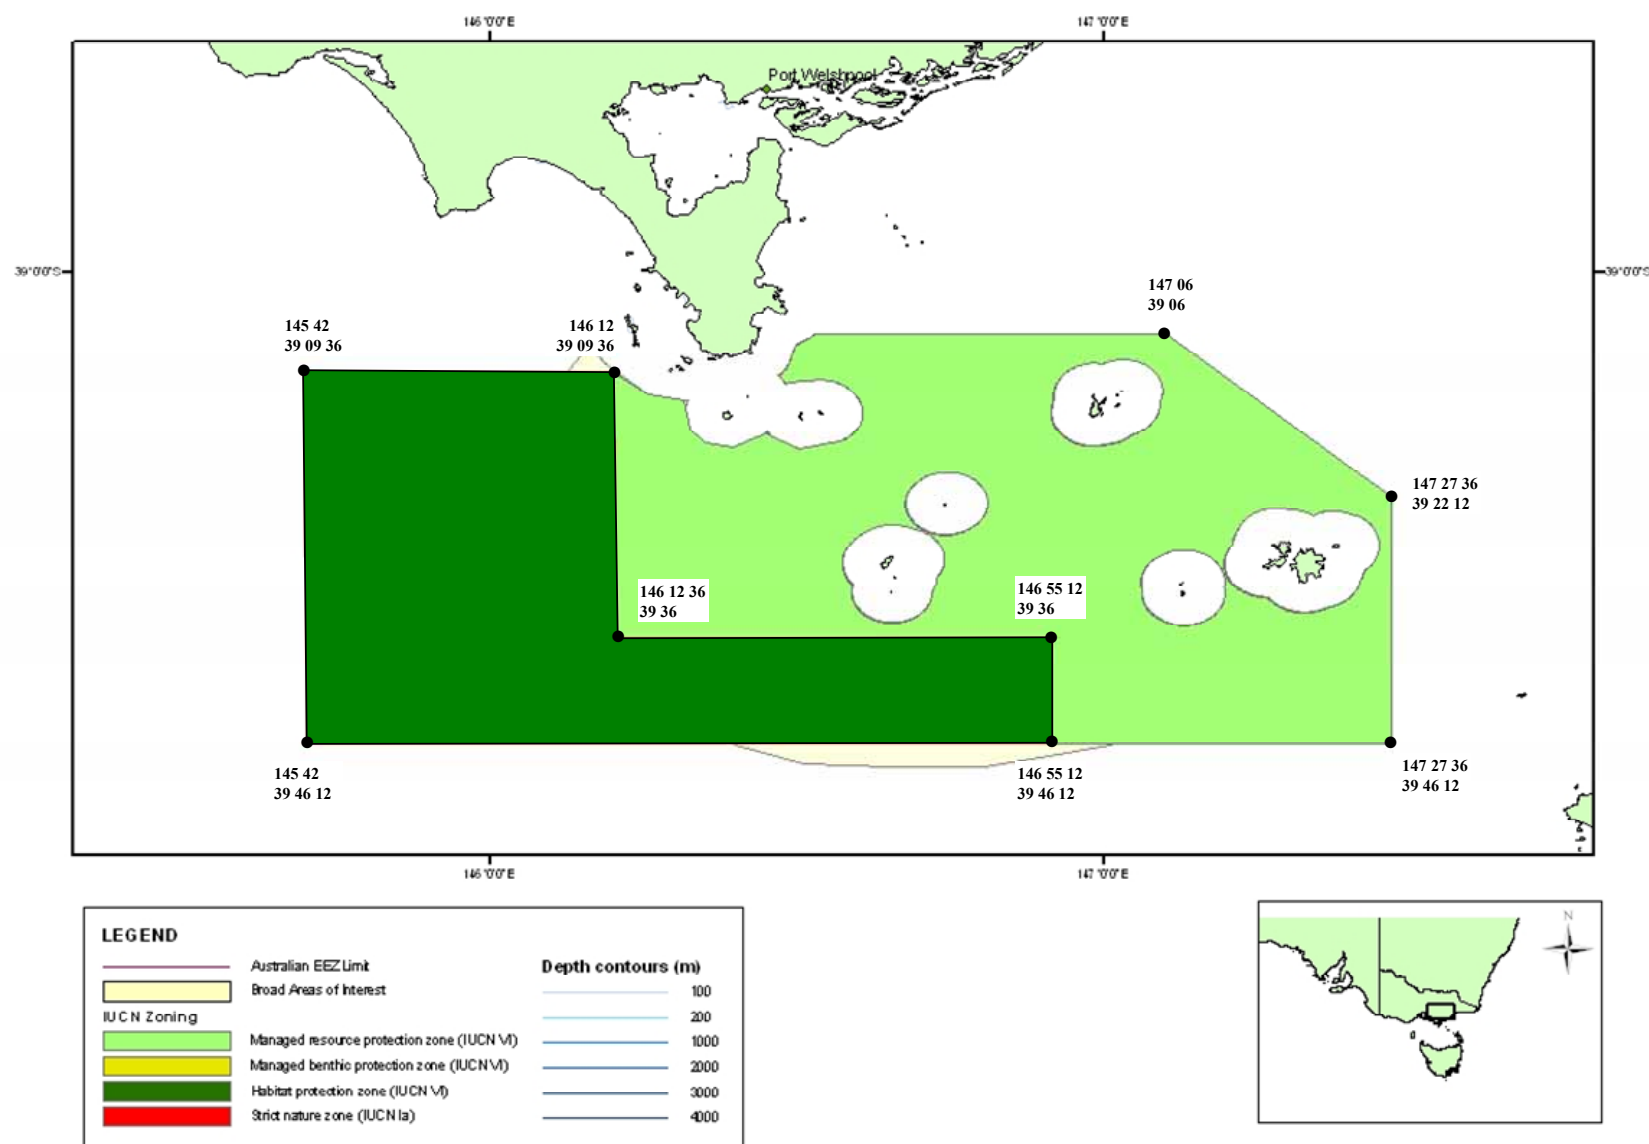 146°0'0"E
147°0'0"E
Port Welshpool
39°0'0"S
39°0'0"S
147 06
39 06
145 42
39 09 36
146 12
39 09 36
147 27 36
39 22 12
146 12 36
39 36
146 55 12
39 36
145 42
39 46 12
146 55 12
39 46 12
147 27 36
39 46 12
146°0'0"E
147°0'0"E
LEGEND
Australian EEZ Limit
Broad Areas of Interest
IUCN Zoning
Managed resource protection zone (IUCN VI)
Managed benthic protection zone (IUCN VI)
Habitat protection zone (IUCN VI)
Strict nature zone (IUCN Ia)
Depth contours (m)
100
200
1000
2000
3000
4000
N